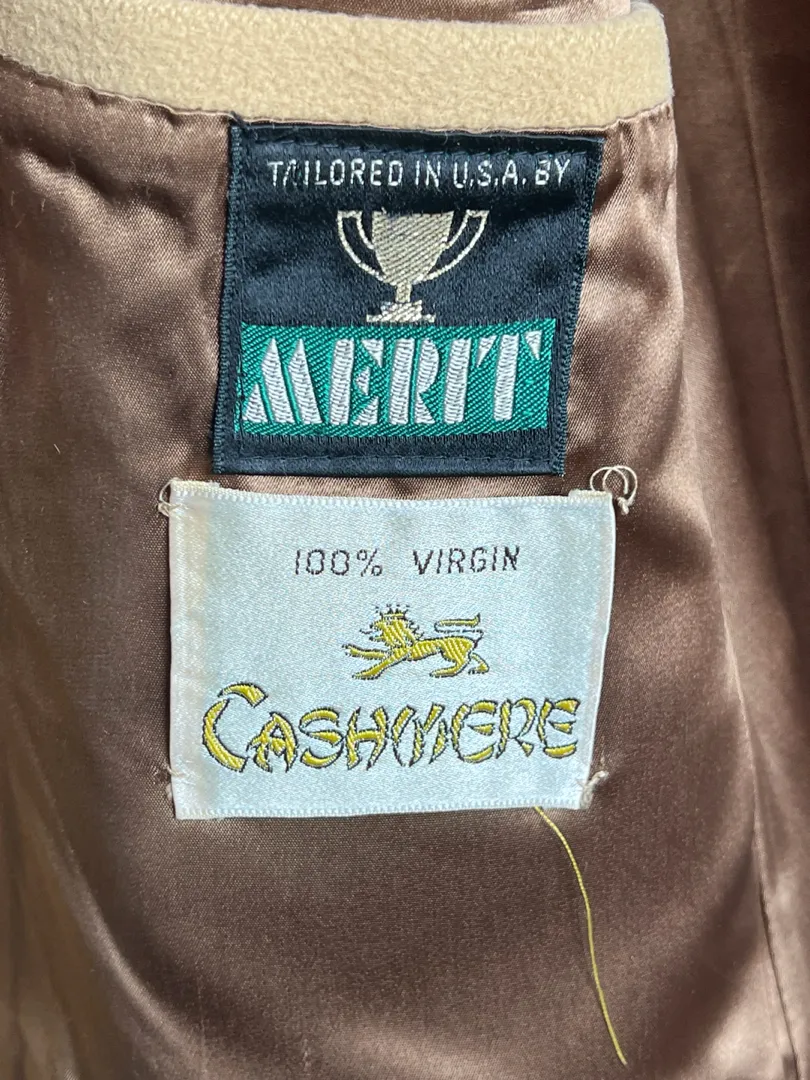 TAILORED IN U.S.A. BY
MERIT
100% VIRGIN
CASHMERE